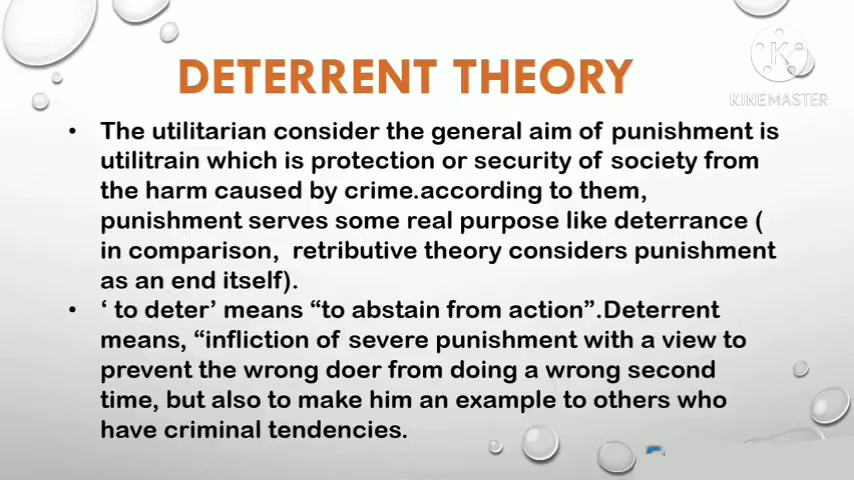 DETERRENT THEORY
KINEMASTER
• The utilitarian consider the general aim of punishment is
utilitrain which is protection or security of society from
the harm caused by crime.according to them,
punishment serves some real purpose like deterrance (
in comparison, retributive theory considers punishment
as an end itself).
• ‘ to deter’ means “to abstain from action”.Deterrent
means, “infliction of severe punishment with a view to
prevent the wrong doer from doing a wrong second
time, but also to make him an example to others who
have criminal tendencies.